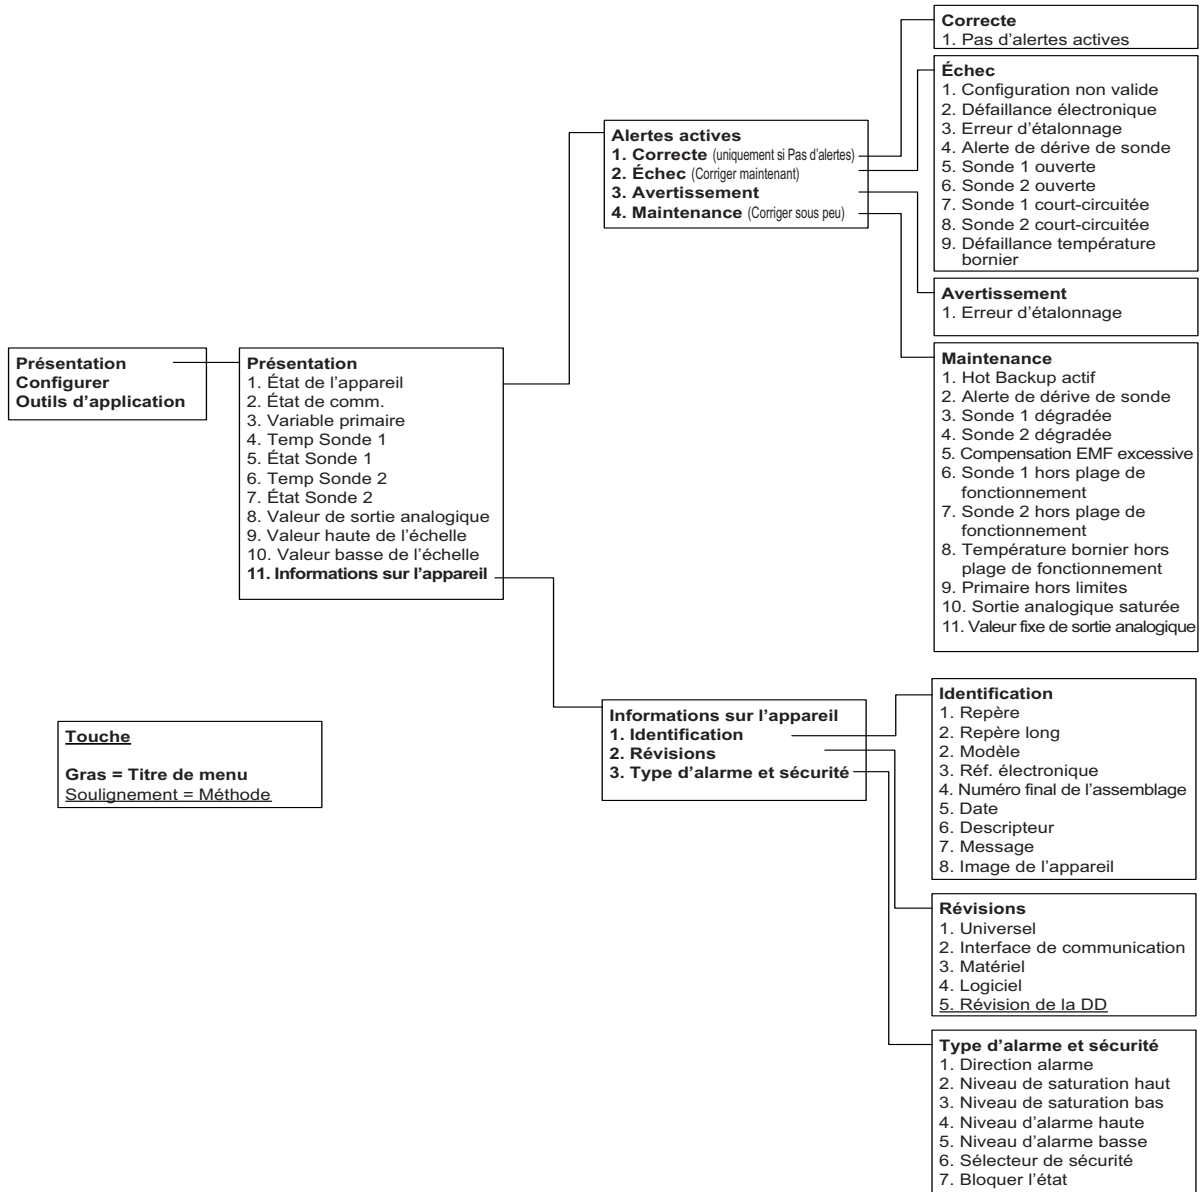 Présentation
Configurer
Outils d'application
Présentation
1. État de l'appareil
2. État de comm.
3. Variable primaire
4. Temp Sonde 1
5. État Sonde 1
6. Temp Sonde 2
7. État Sonde 2
8. Valeur de sortie analogique
9. Valeur haute de l'échelle
10. Valeur basse de l'échelle
11. Informations sur l'appareil
Touche
Gras = Titre de menu
Soulignement = Méthode
Alertes actives
1. Correcte (uniquement si Pas d'alertes)
2. Échec (Corriger maintenant)
3. Avertissement
4. Maintenance (Corriger sous peu)
Informations sur l'appareil
1. Identification
2. Révisions
3. Type d'alarme et sécurité
Correcte
1. Pas d'alertes actives
Échec
1. Configuration non valide
2. Défaillance électronique
3. Erreur d'étalonnage
4. Alerte de dérive de sonde
5. Sonde 1 ouverte
6. Sonde 2 ouverte
7. Sonde 1 court-circuitée
8. Sonde 2 court-circuitée
9. Défaillance température
bornier
Avertissement
1. Erreur d'étalonnage
Maintenance
1. Hot Backup actif
2. Alerte de dérive de sonde
3. Sonde 1 dégradée
4. Sonde 2 dégradée
5. Compensation EMF excessive
6. Sonde 1 hors plage de
fonctionnement
7. Sonde 2 hors plage de
fonctionnement
8. Température bornier hors
plage de fonctionnement
9. Primaire hors limites
10. Sortie analogique saturée
11. Valeur fixe de sortie analogique
Identification
1. Repère
2. Repère long
2. Modèle
3. Réf. électronique
4. Numéro final de l'assemblage
5. Date
6. Descripteur
7. Message
8. Image de l'appareil
Révisions
1. Universel
2. Interface de communication
3. Matériel
4. Logiciel
5. Révision de la DD
Type d'alarme et sécurité
1. Direction alarme
2. Niveau de saturation haut
3. Niveau de saturation bas
4. Niveau d'alarme haute
5. Niveau d'alarme basse
6. Sélecteur de sécurité
7. Bloquer l'état